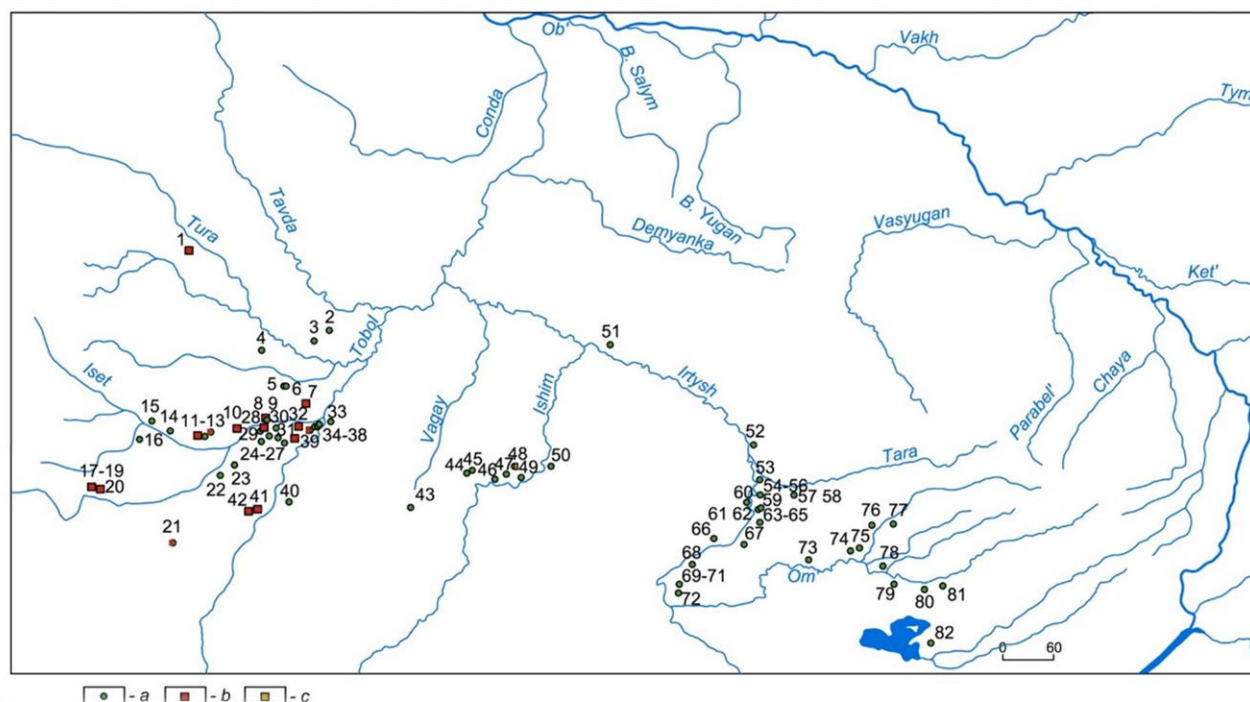 Ob'
B. Salym
Vakh
Tym
Conda
Tavda
Tura
1
B. Yugan
Demyanka
Vasyugan
Ket'
2
3
4
Tobol
51
Iset
5
6
7
Irtysh
Chaya
Parabel'
Ishim
Vagay
15
14
11-13
10
8
9
28
30
32
33
16
29
31
34-38
39
24-27
52
Tara
17-19
20
22
23
44
45
46
47
48
49
50
53
54-56
57
58
42
41
40
43
60
59
61
62
63-65
76
77
21
66
67
73
74
75
78
68
69-71
72
Om
79
80
81
82
0
60
- a
- b
- c